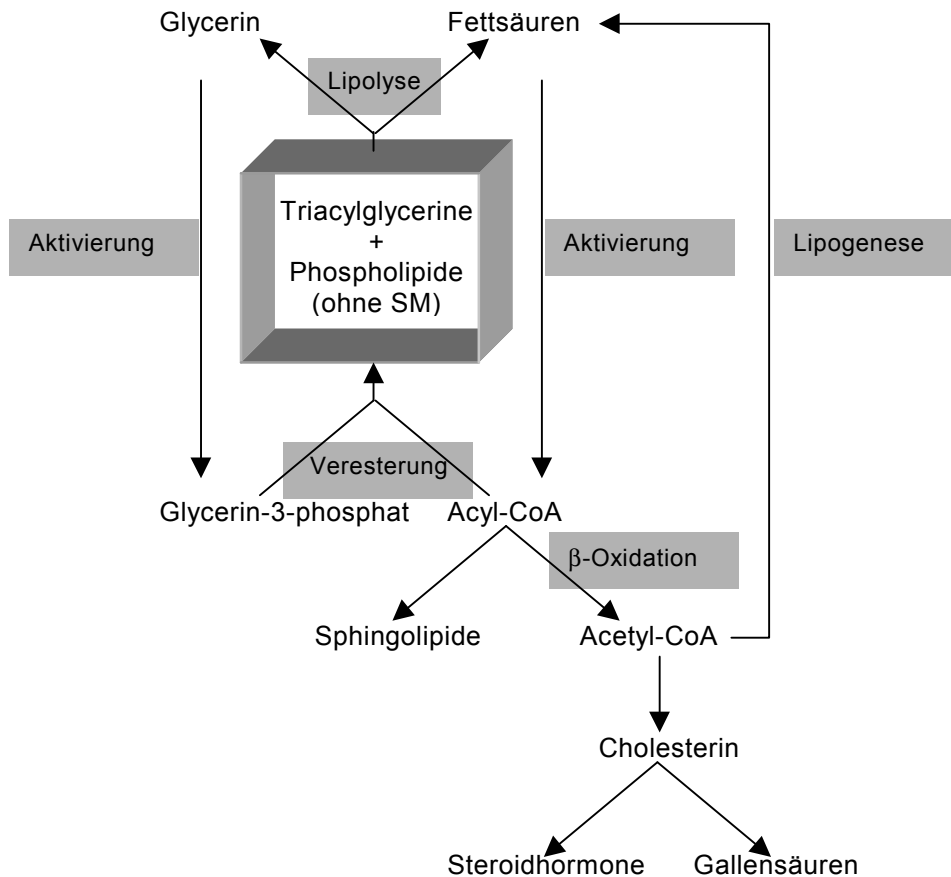 Glycerin
Fettsäuren
Lipolyse
Triacylglycerine
+
Phospholipide
(ohne SM)
Aktivierung
Aktivierung
Lipogenese
Veresterung
Glycerin-3-phosphat
Acyl-CoA
β-Oxidation
Sphingolipide
Acetyl-CoA
Cholesterin
Steroidhormone
Gallensäuren